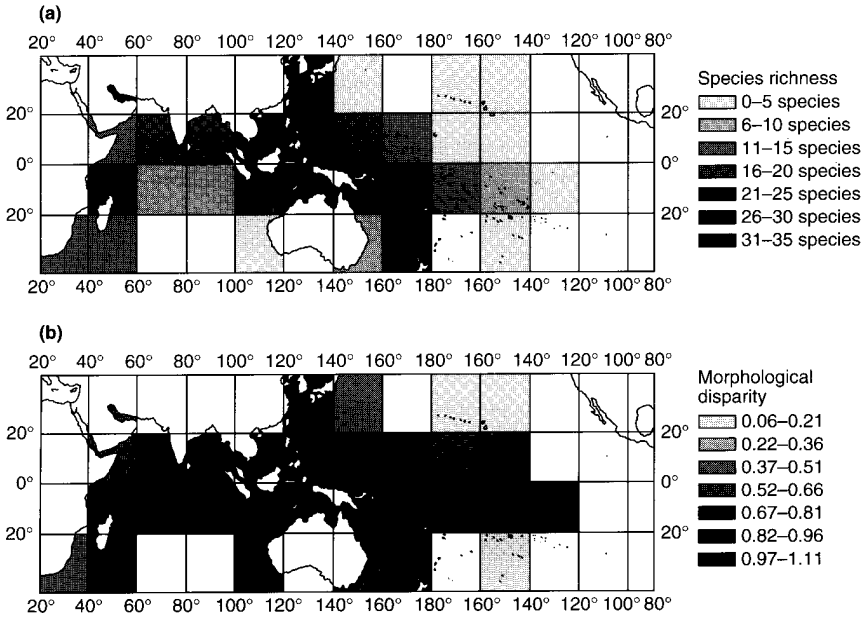 (a)
20° 40° 60° 80° 100° 120° 140° 160° 180° 160° 140° 120° 100° 80°
20° 20°
0° 0°
20° 20°
20° 40° 60° 80° 100° 120° 140° 160° 180° 160° 140° 120° 100° 80°
Species richness
0–5 species
6–10 species
11–15 species
16–20 species
21–25 species
26–30 species
31–35 species
(b)
20° 40° 60° 80° 100° 120° 140° 160° 180° 160° 140° 120° 100° 80°
20° 20°
0° 0°
20° 20°
20° 40° 60° 80° 100° 120° 140° 160° 180° 160° 140° 120° 100° 80°
Morphological
disparity
0.06–0.21
0.22–0.36
0.37–0.51
0.52–0.66
0.67–0.81
0.82–0.96
0.97–1.11